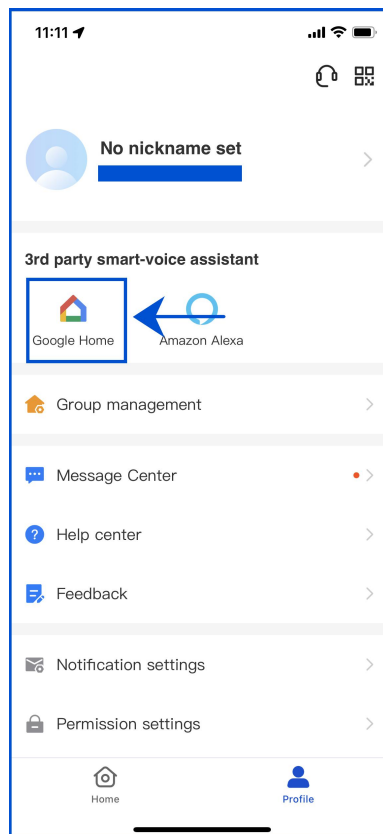 11:11
No nickname set
3rd party smart-voice assistant
Google Home
Amazon Alexa
Group management
Message Center
Help center
Feedback
Notification settings
Permission settings
Home
Profile